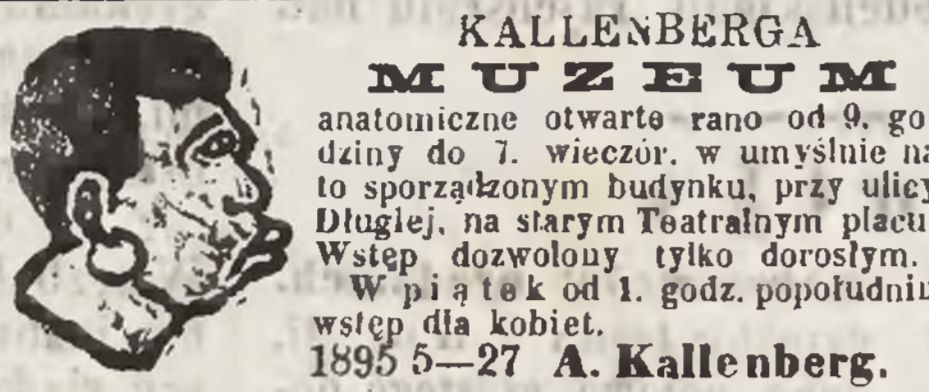 KALLENBERGA
MUZEUM
anatomiczne otwarte rano od 9. go
dziny do 7. wieczór. w umyślnie na
to sporządzonym budynku, przy ulicy
Długiej, na starym Teatralnym placu
Wstęp dozwolony tylko dorosłym.
Wpiątek od 1. godz. popołudniu
wstęp dla kobiet.
1895 5—27 A. Kallenberg.